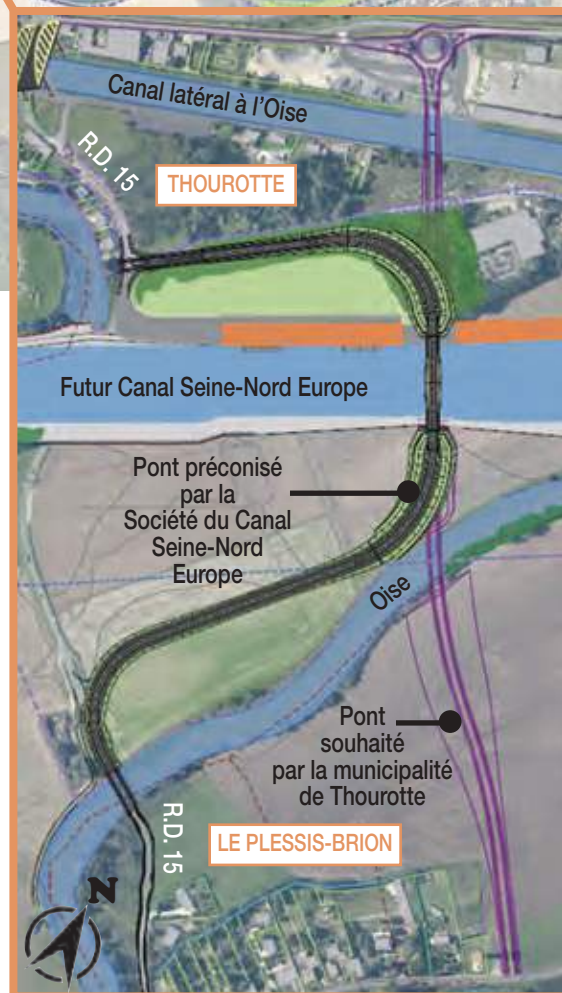 Canal latéral à l'Oise
R.D. 15
THOUROTTE
Futur Canal Seine-Nord Europe
Pont préconisé
par la
Société du Canal
Seine-Nord
Europe
Oise
Pont
souhaité
par la municipalité
de Thourotte
R.D. 15
LE PLESSIS-BRION
N